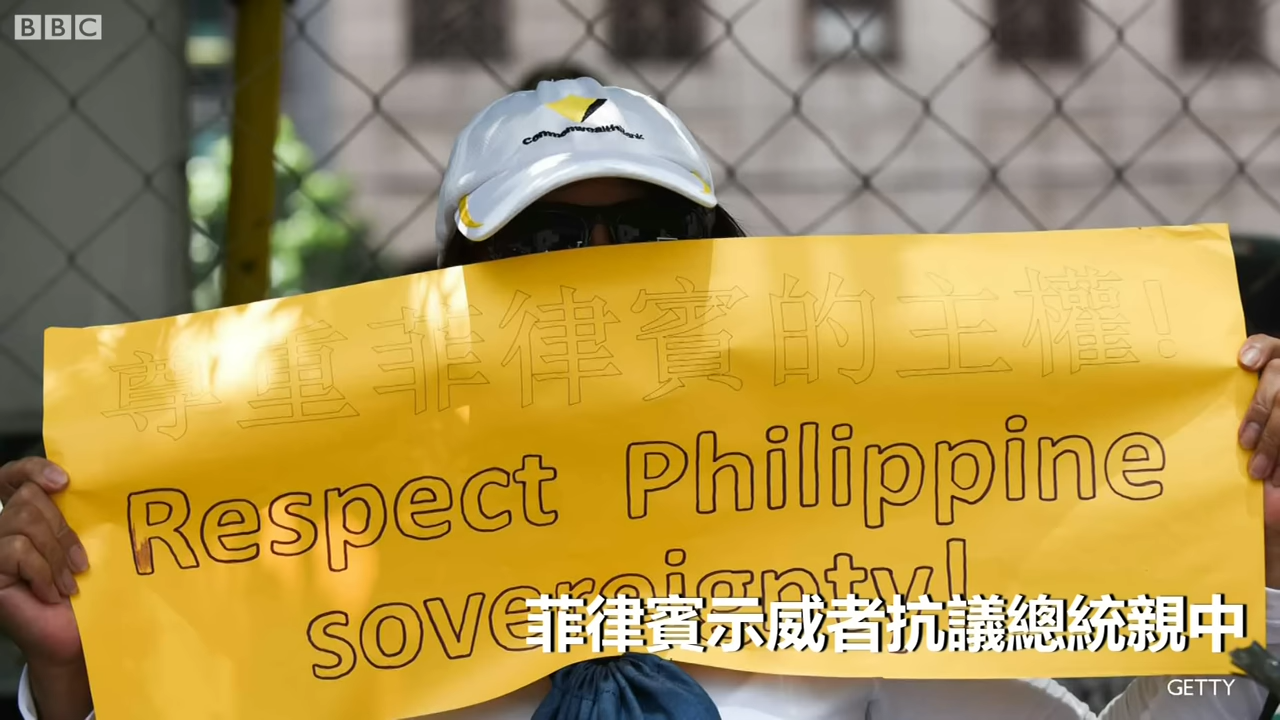 BBC
CommonwealthBank
尊重菲律賓的主權!
Respect Philippine
sovereignty!
菲律賓示威者抗議總統親中
GETTY